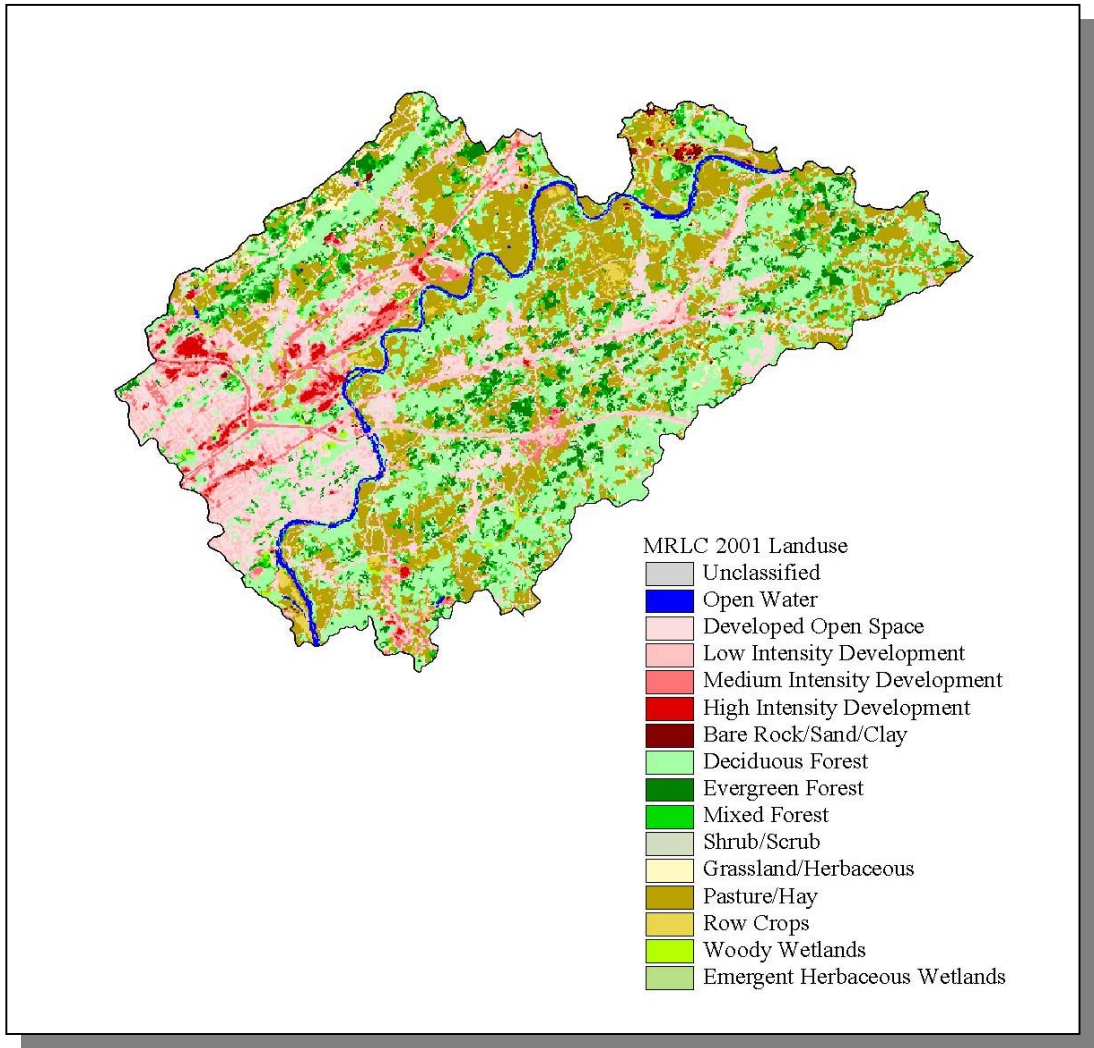 MRLC 2001 Landuse
Unclassified
Open Water
Developed Open Space
Low Intensity Development
Medium Intensity Development
High Intensity Development
Bare Rock/Sand/Clay
Deciduous Forest
Evergreen Forest
Mixed Forest
Shrub/Scrub
Grassland/Herbaceous
Pasture/Hay
Row Crops
Woody Wetlands
Emergent Herbaceous Wetlands